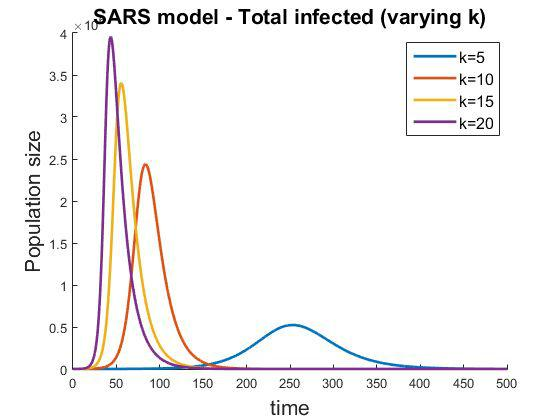 SARS model - Total infected (varying k)
×10
4
3.5
3
2.5
2
1.5
1
0.5
0
Population size
k=5
k=10
k=15
k=20
0 50 100 150 200 250 300 350 400 450 500
time